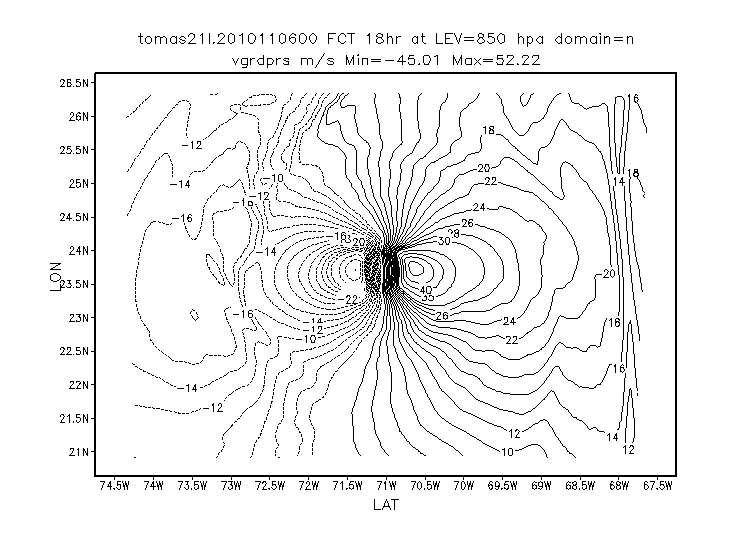 tomas21l.2010110600 FCT 18hr at LEV=850 hpa domain=n
vgrdprs m/s Min=-45.01 Max=52.22
26.5N
26N
25.5N
25N
24.5N
24N
23.5N
23N
22.5N
22N
21.5N
21N
LON
-12
-14
-16
-10
-12
-14
-16
-18
20
-22
-14
-12
-10
-14
-12
16
18
18
20
22
14
24
26
28
30
20
40
35
26
24
22
18
16
14
12
10
12
74.5W 74W 73.5W 73W 72.5W 72W 71.5W 71W 70.5W 70W 69.5W 69W 68.5W 68W 67.5W
LAT